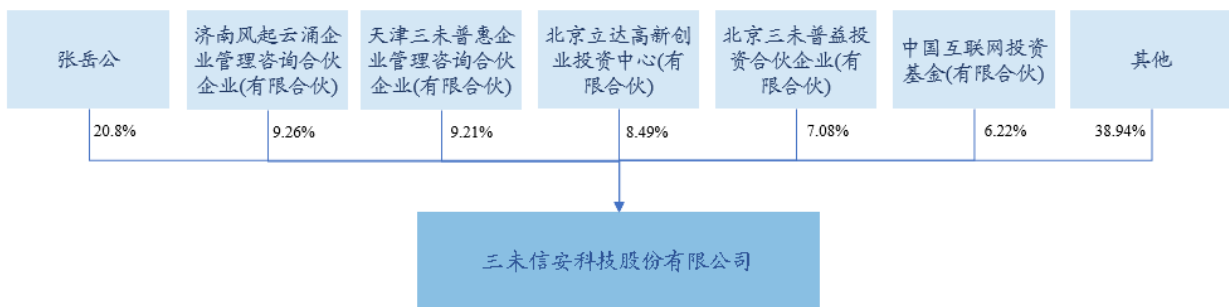 张岳公
济南风起云涌企
业管理咨询合伙
企业(有限合伙)
天津三未普惠企
业管理咨询合伙
企业(有限合伙)
北京立达高新创
业投资中心(有
限合伙)
北京三未普益投
资合伙企业(有
限合伙)
中国互联网投资
基金(有限合伙)
其他
20.8%
9.26%
9.21%
8.49%
7.08%
6.22%
38.94%
三未信安科技股份有限公司